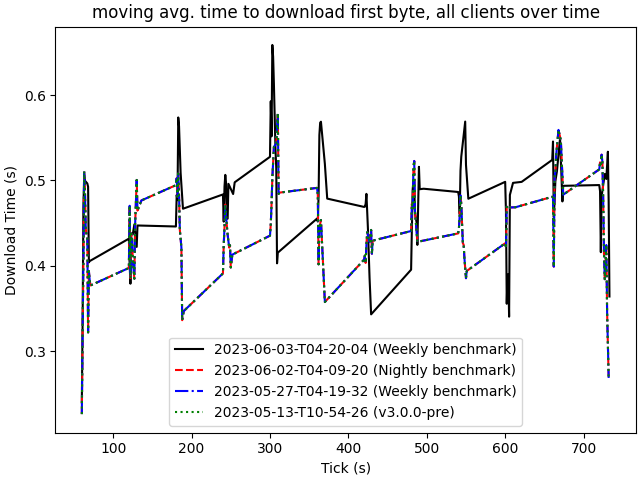 moving avg. time to download first byte, all clients over time
Download Time (s)
0.6
0.5
0.4
0.3
2023-06-03-T04-20-04 (Weekly benchmark)
2023-06-02-T04-09-20 (Nightly benchmark)
2023-05-27-T04-19-32 (Weekly benchmark)
2023-05-13-T10-54-26 (v3.0.0-pre)
100 200 300 400 500 600 700
Tick (s)